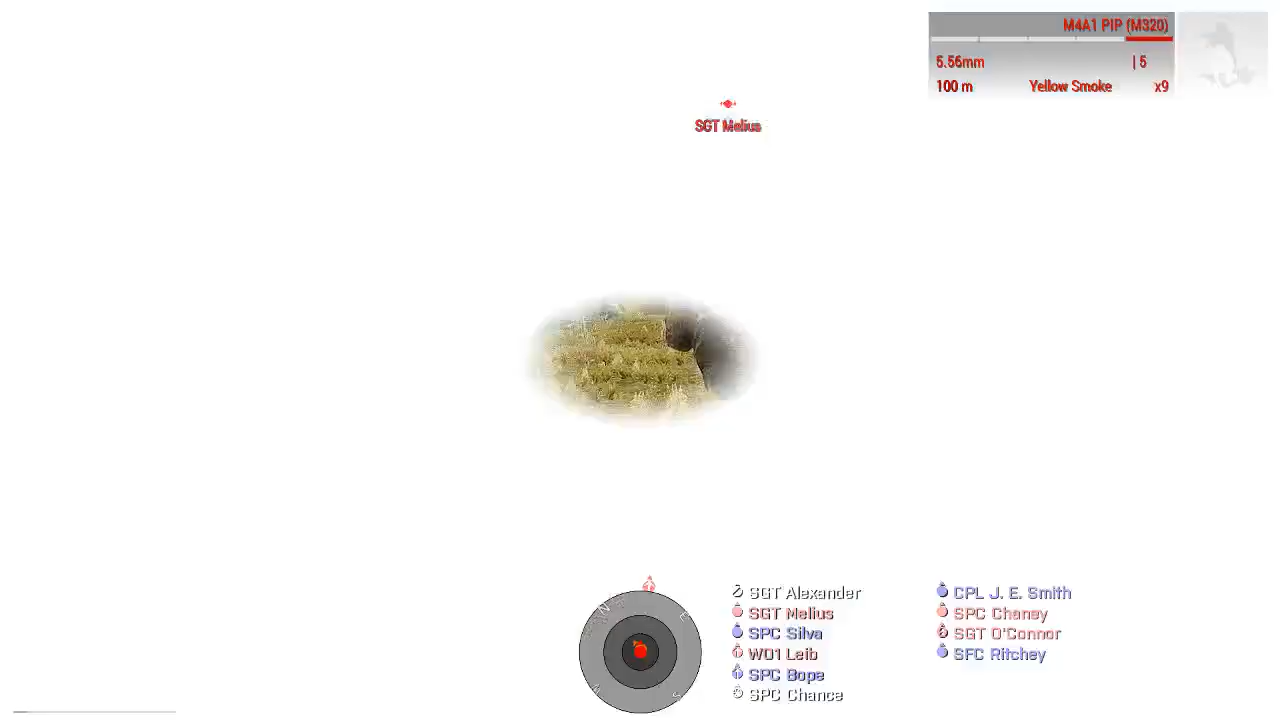 M4A1 PIP (M320)
5.56mm | 5
100 m Yellow Smoke x9
SGT Melius
N E
W S
SGT Alexander
SGT Melius
SPC Silva
WO1 Leib
SPC Bope
SPC Chance
CPL J. E. Smith
SPC Chaney
SGT O'Connor
SFC Ritchey